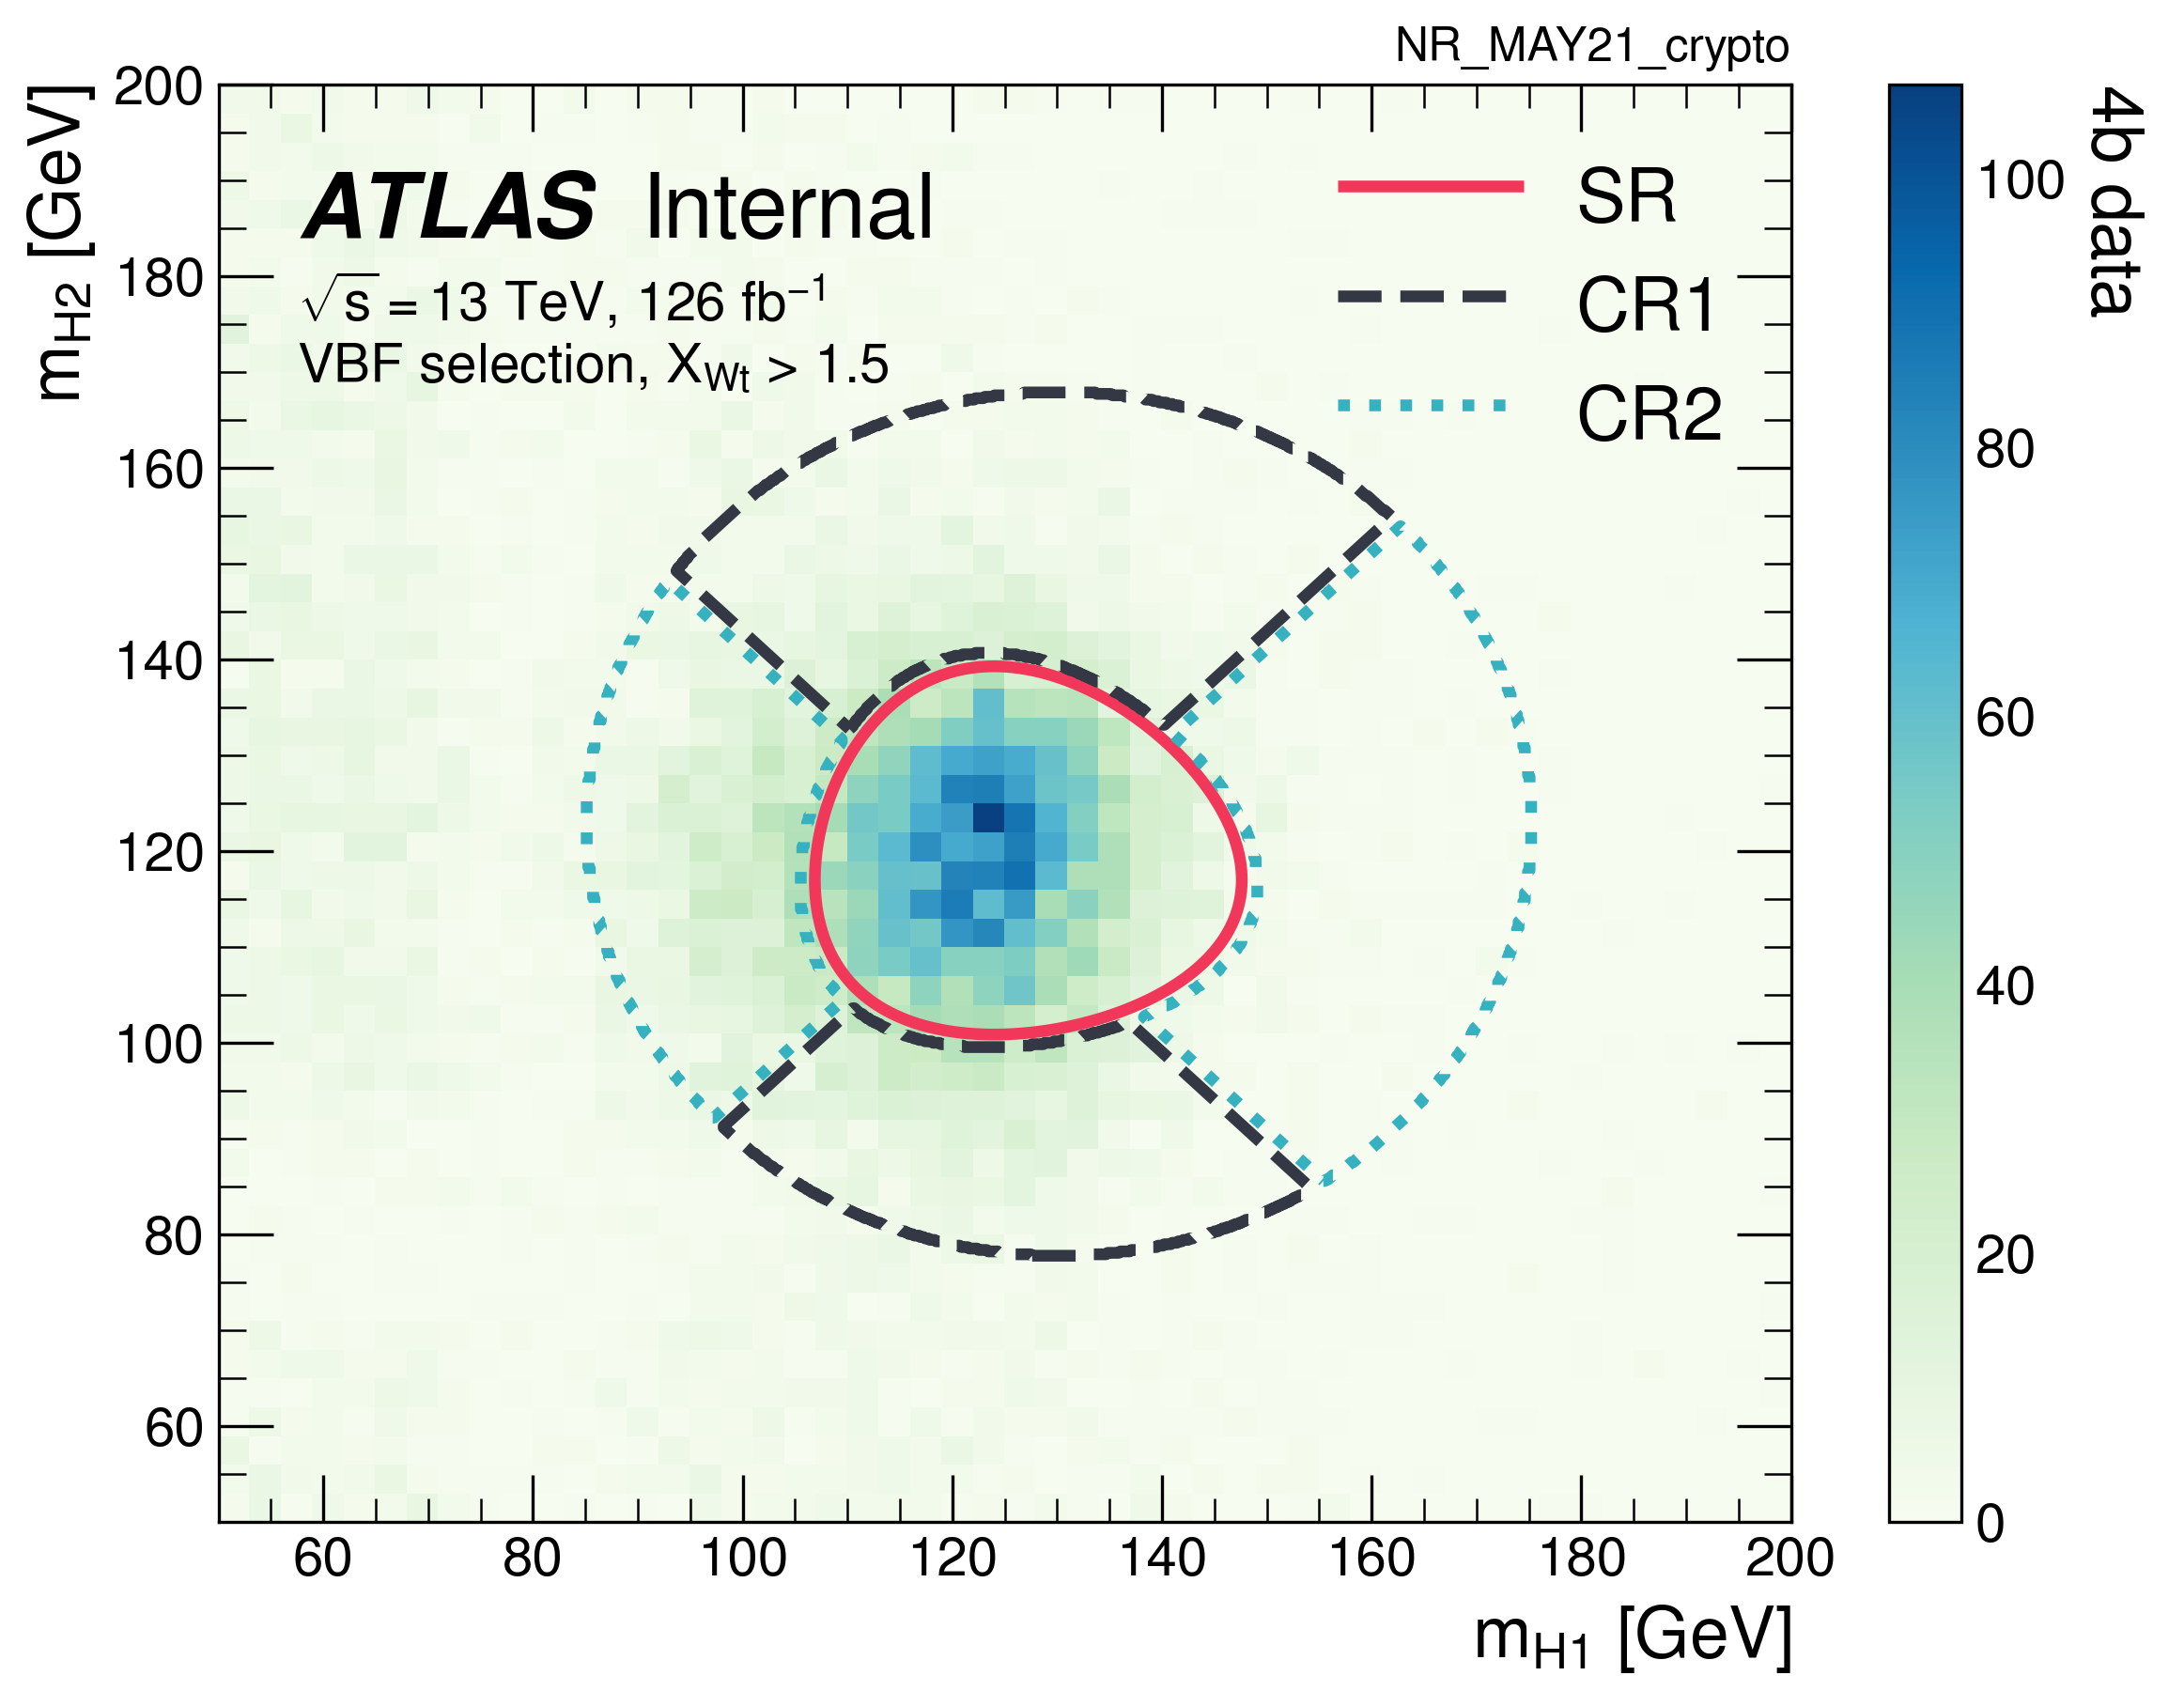 NR_MAY21_crypto
m_H2 [GeV]
200
180
160
140
120
100
80
60
ATLAS Internal
√s = 13 TeV, 126 fb⁻¹
VBF selection, X_Wt > 1.5
SR
CR1
CR2
60 80 100 120 140 160 180 200
m_H1 [GeV]
100
80
60
40
20
0
4b data